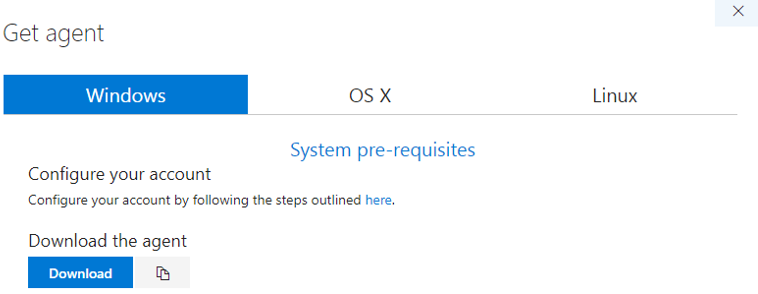 Get agent
Windows OS X Linux
System pre-requisites
Configure your account
Configure your account by following the steps outlined here.
Download the agent
Download